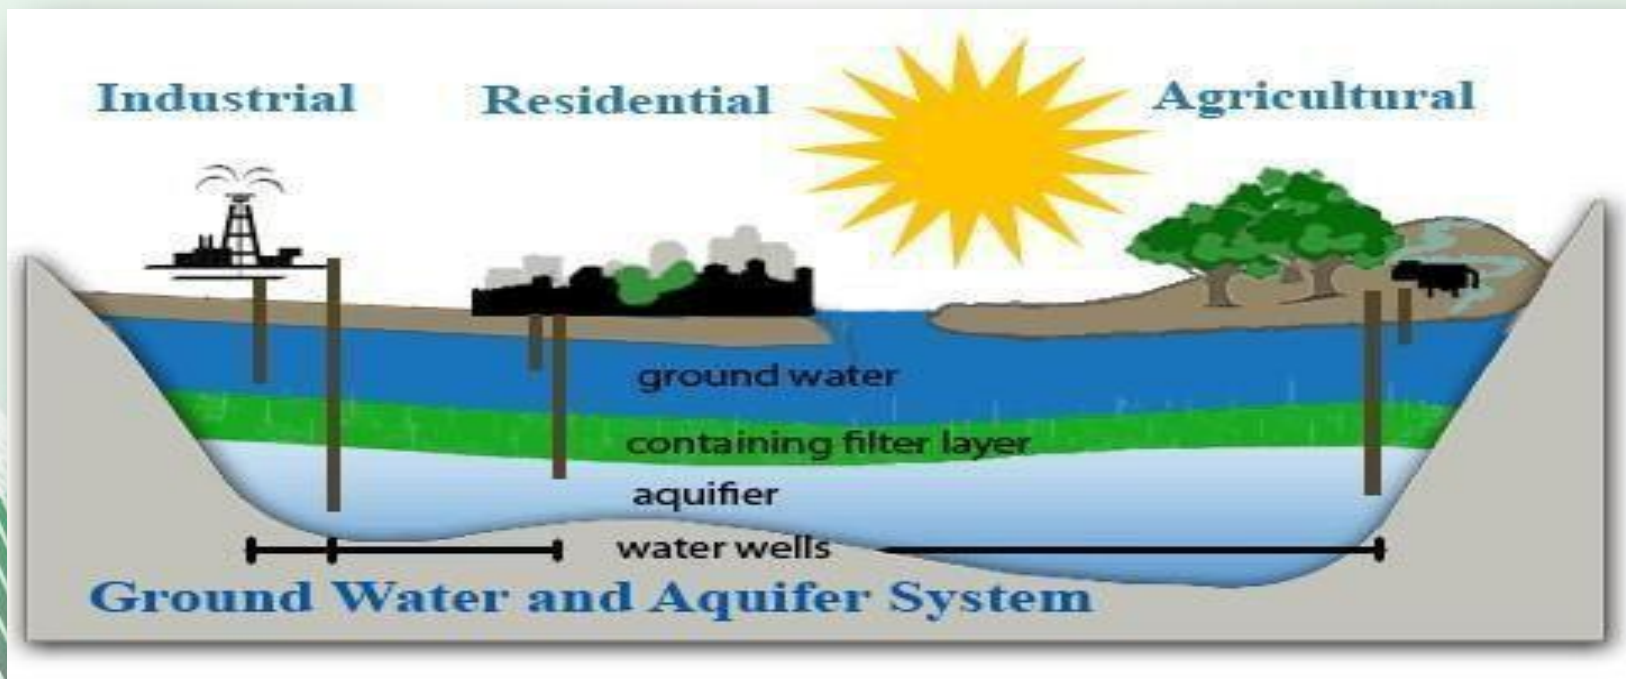 Industrial
Residential
Agricultural
ground water
containing filter layer
aquifier
water wells
Ground Water and Aquifer System